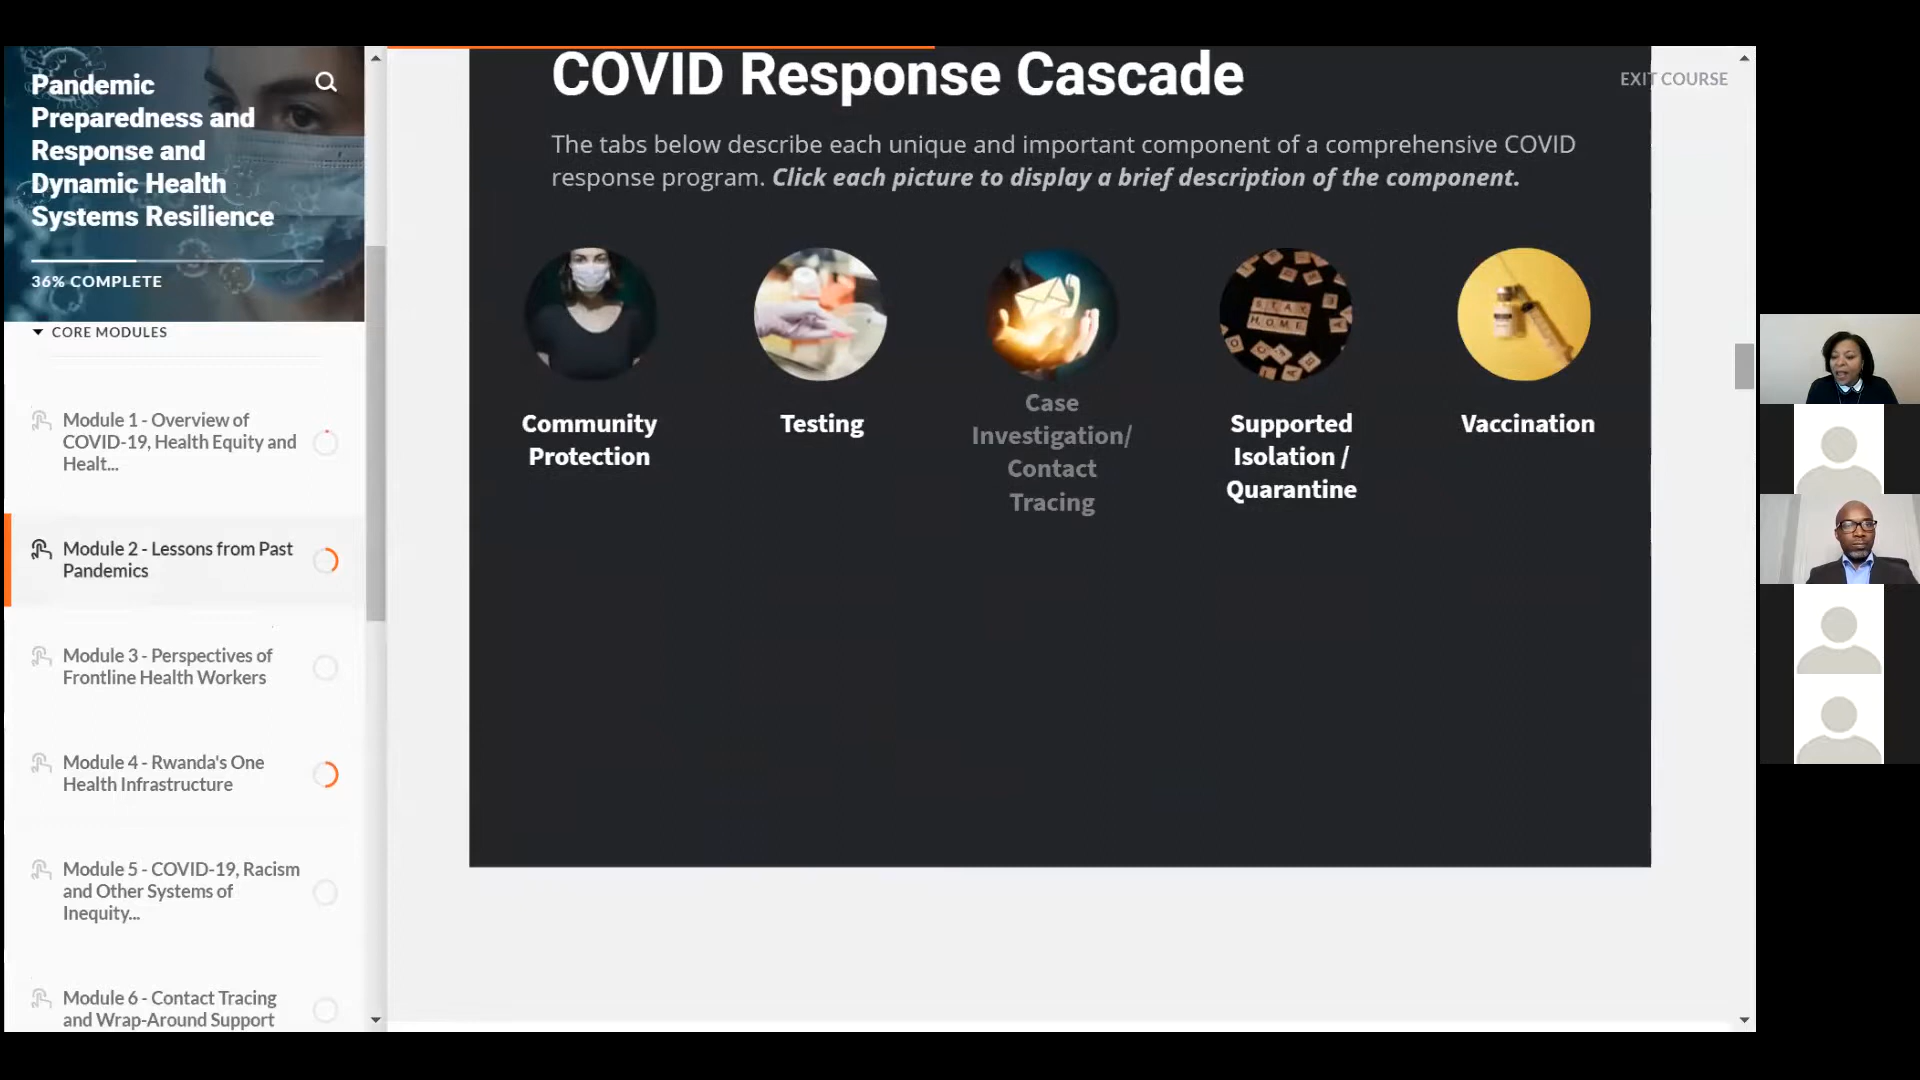 Pandemic
Preparedness and
Response and
Dynamic Health
Systems Resilience
36% COMPLETE
CORE MODULES
Module 1 - Overview of
COVID-19, Health Equity and
Healt...
Module 2 - Lessons from Past
Pandemics
Module 3 - Perspectives of
Frontline Health Workers
Module 4 - Rwanda's One
Health Infrastructure
Module 5 - COVID-19, Racism
and Other Systems of
Inequity...
Module 6 - Contact Tracing
and Wrap-Around Support
EXIT COURSE
COVID Response Cascade
The tabs below describe each unique and important component of a comprehensive COVID
response program. Click each picture to display a brief description of the component.
Community
Protection
Testing
Case
Investigation/
Contact
Tracing
STAY
HOME
Supported
Isolation /
Quarantine
Vaccination